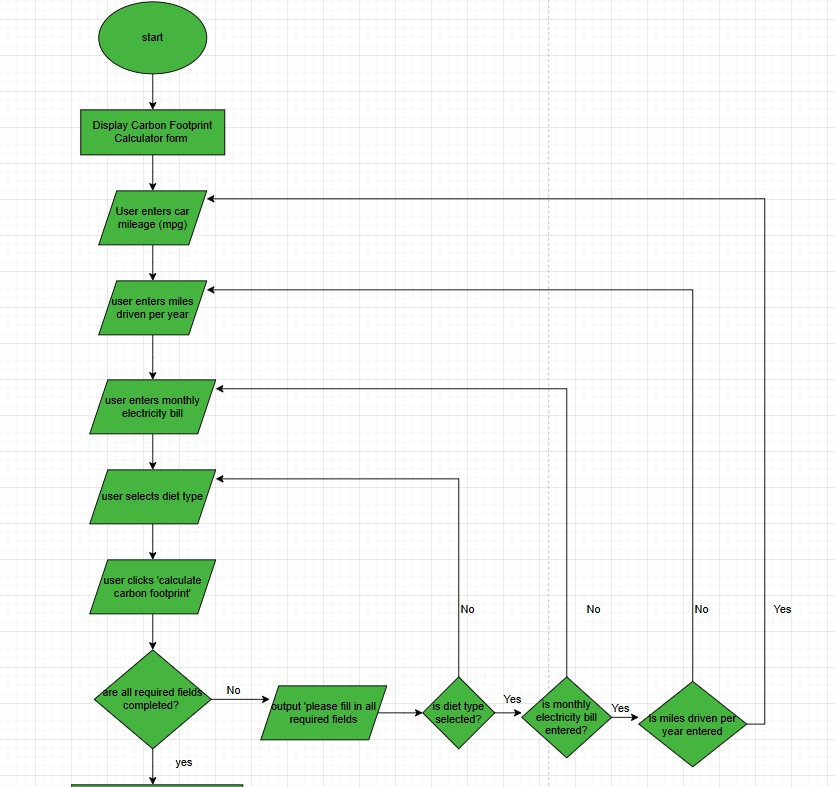 start
Display Carbon Footprint
Calculator form
User enters car
mileage (mpg)
user enters miles
driven per year
user enters monthly
electricity bill
user selects diet type
user clicks 'calculate
carbon footprint'
No
No
No
Yes
are all required fields
completed?
No
output 'please fill in all
required fields
is diet type
selected?
Yes
is monthly
electricity bill
entered?
Yes
is miles driven per
year entered
yes